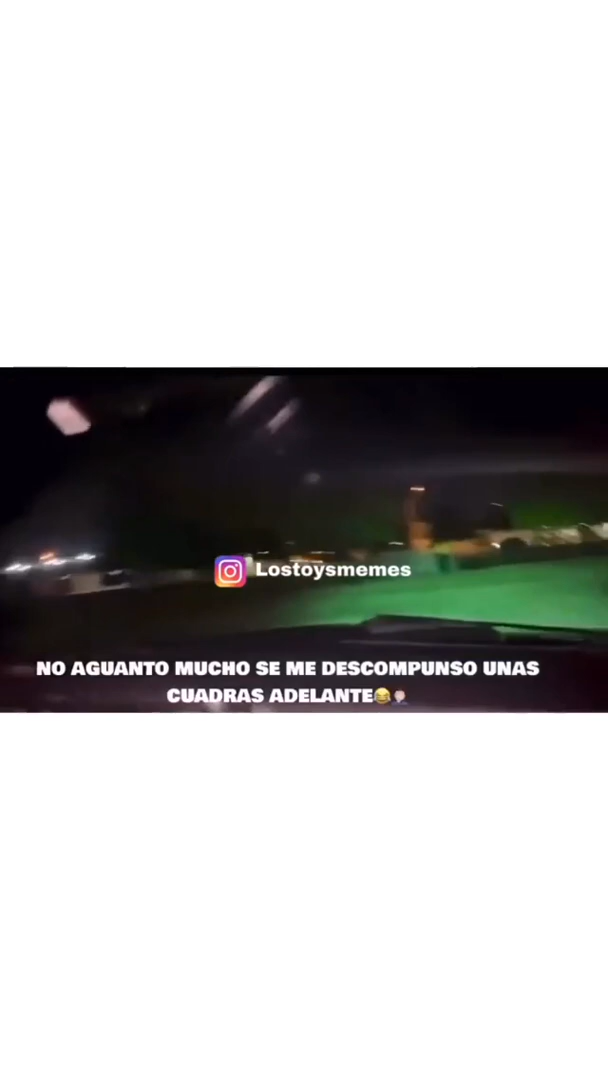 Lostoysmemes
NO AGUANTO MUCHO SE ME DESCOMPUNSO UNAS
CUADRAS ADELANTE😂🤦🏻‍♂️